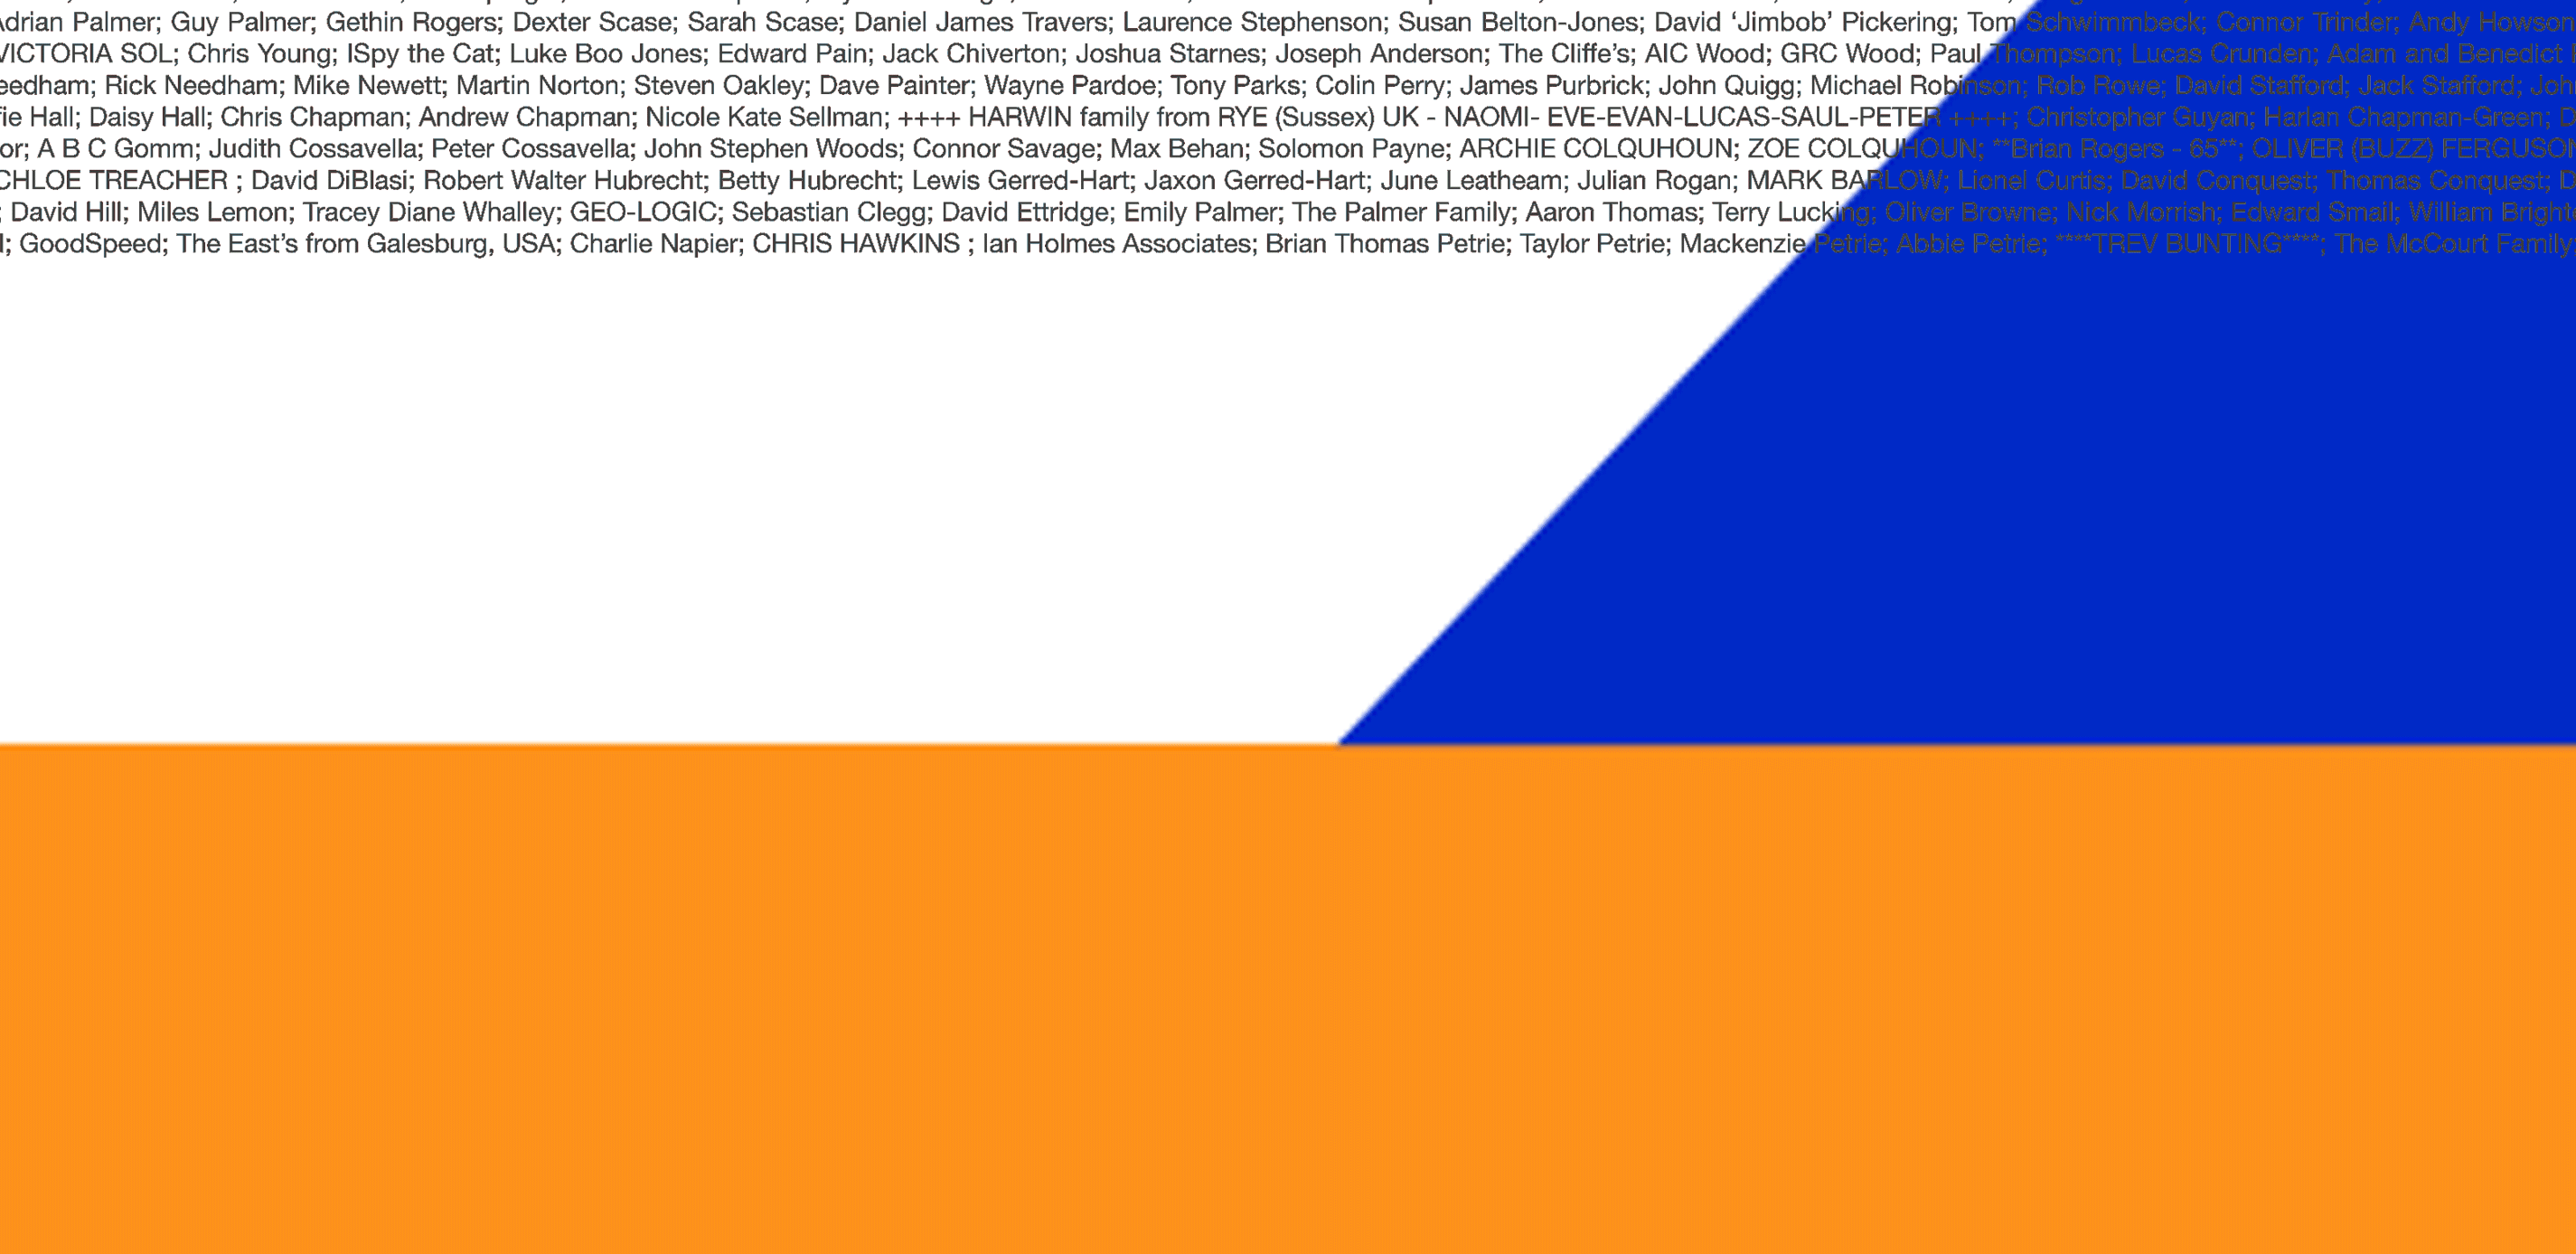 Adrian Palmer; Guy Palmer; Gethin Rogers; Dexter Scase; Sarah Scase; Daniel James Travers; Laurence Stephenson; Susan Belton-Jones; David ‘Jimbob’ Pickering; Tom Schwimmbeck; Connor Trinder; Andy Howson
VICTORIA SOL; Chris Young; ISpy the Cat; Luke Boo Jones; Edward Pain; Jack Chiverton; Joshua Starnes; Joseph Anderson; The Cliffe’s; AIC Wood; GRC Wood; Paul Thompson; Lucas Crunden; Adam and Benedict
eedham; Rick Needham; Mike Newett; Martin Norton; Steven Oakley; Dave Painter; Wayne Pardoe; Tony Parks; Colin Perry; James Purbrick; John Quigg; Michael Robinson; Rob Rowe; David Stafford; Jack Stafford; Joh
ie Hall; Daisy Hall; Chris Chapman; Andrew Chapman; Nicole Kate Sellman; ++++ HARWIN family from RYE (Sussex) UK - NAOMI- EVE-EVAN-LUCAS-SAUL-PETER ++++; Christopher Guyan; Harlan Chapman-Green; D
or; A B C Gomm; Judith Cossavella; Peter Cossavella; John Stephen Woods; Connor Savage; Max Behan; Solomon Payne; ARCHIE COLQUHOUN; ZOE COLQUHOUN; **Brian Rogers - 65**; OLIVER (BUZZ) FERGUSON
CHLOE TREACHER ; David DiBlasi; Robert Walter Hubrecht; Betty Hubrecht; Lewis Gerred-Hart; Jaxon Gerred-Hart; June Leatheam; Julian Rogan; MARK BARLOW; Lionel Curtis; David Conquest; Thomas Conquest; D
; David Hill; Miles Lemon; Tracey Diane Whalley; GEO-LOGIC; Sebastian Clegg; David Ettridge; Emily Palmer; The Palmer Family; Aaron Thomas; Terry Lucking; Oliver Browne; Nick Morrish; Edward Smail; William Bright
l; GoodSpeed; The East’s from Galesburg, USA; Charlie Napier; CHRIS HAWKINS ; Ian Holmes Associates; Brian Thomas Petrie; Taylor Petrie; Mackenzie Petrie; Abbie Petrie; ****TREV BUNTING****; The McCourt Family